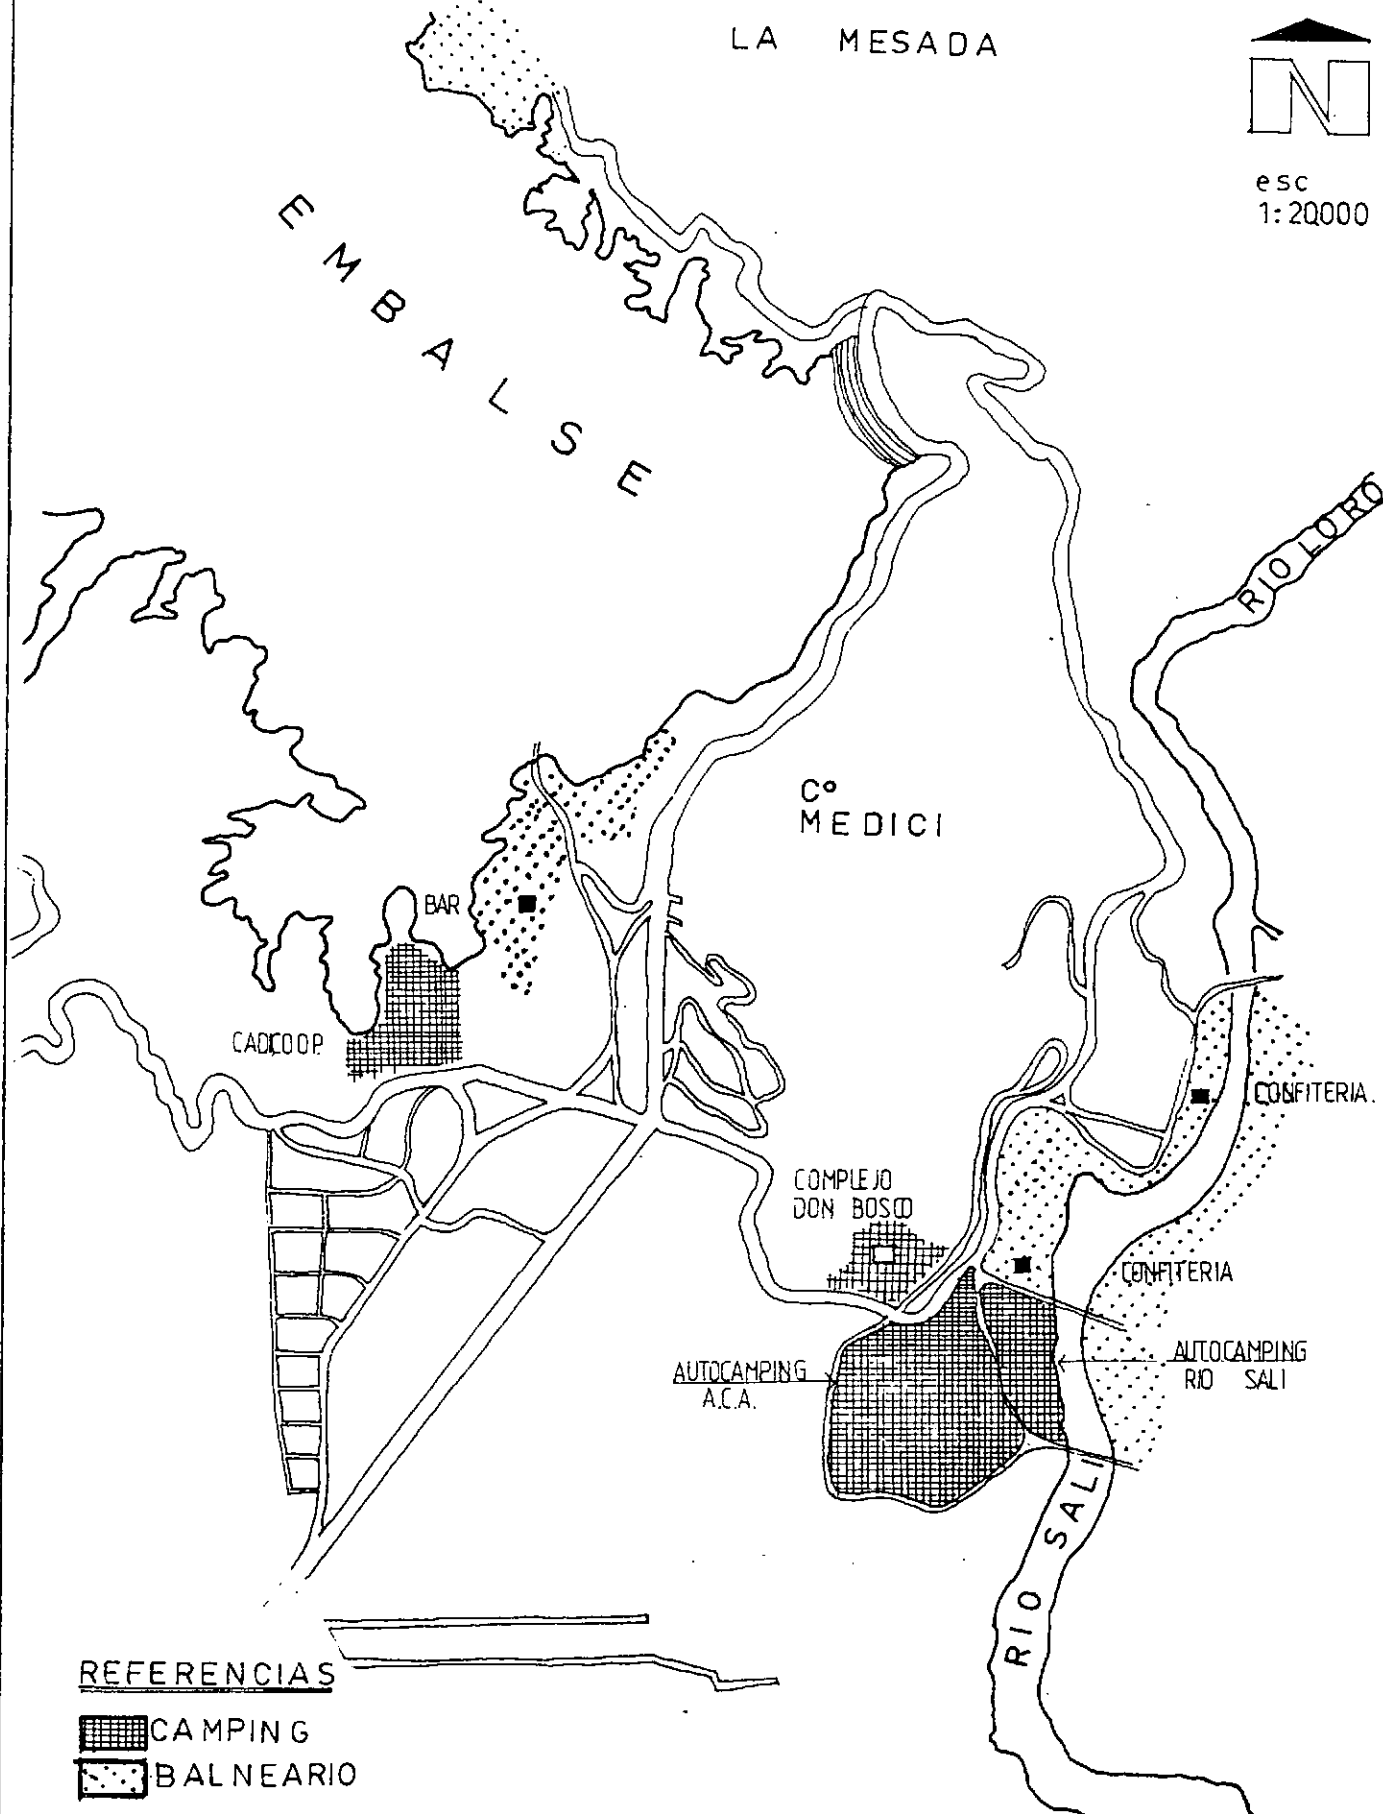 LA MESADA
N
esc
1:20000
EMBALSE
RIO LORO
Cº
MEDICI
BAR
CADICOOP.
CONFITERIA.
COMPLEJO
DON BOSCO
CONFITERIA
AUTOCAMPING
A.C.A.
AUTOCAMPING
RIO SALI
RIO SALI
REFERENCIAS
CAMPING
BALNEARIO